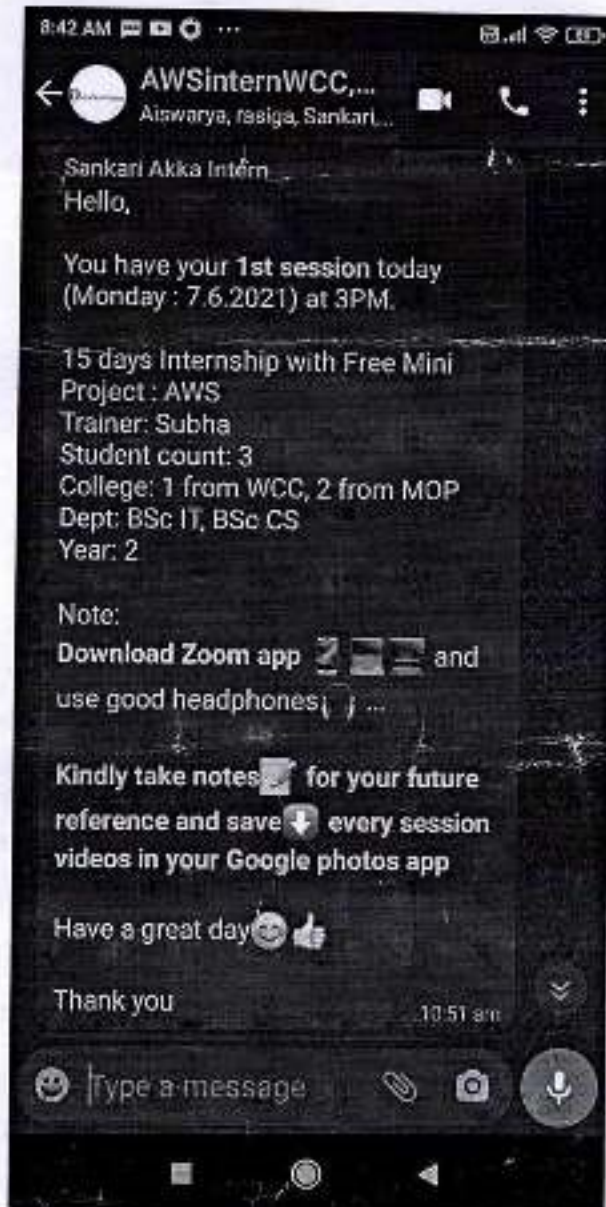 8:42 AM ...
AWSinternWCC,...
Aiswarya, rasiga, Sankari...
Sankari Akka Intern
Hello,
You have your 1st session today
(Monday : 7.6.2021) at 3PM.
15 days Internship with Free Mini
Project : AWS
Trainer: Subha
Student count: 3
College: 1 from WCC, 2 from MOP
Dept: BSc IT, BSc CS
Year: 2
Note:
Download Zoom app and
use good headphones ...
Kindly take notes for your future
reference and save every session
videos in your Google photos app
Have a great day
Thank you
10:51 am
Type a message